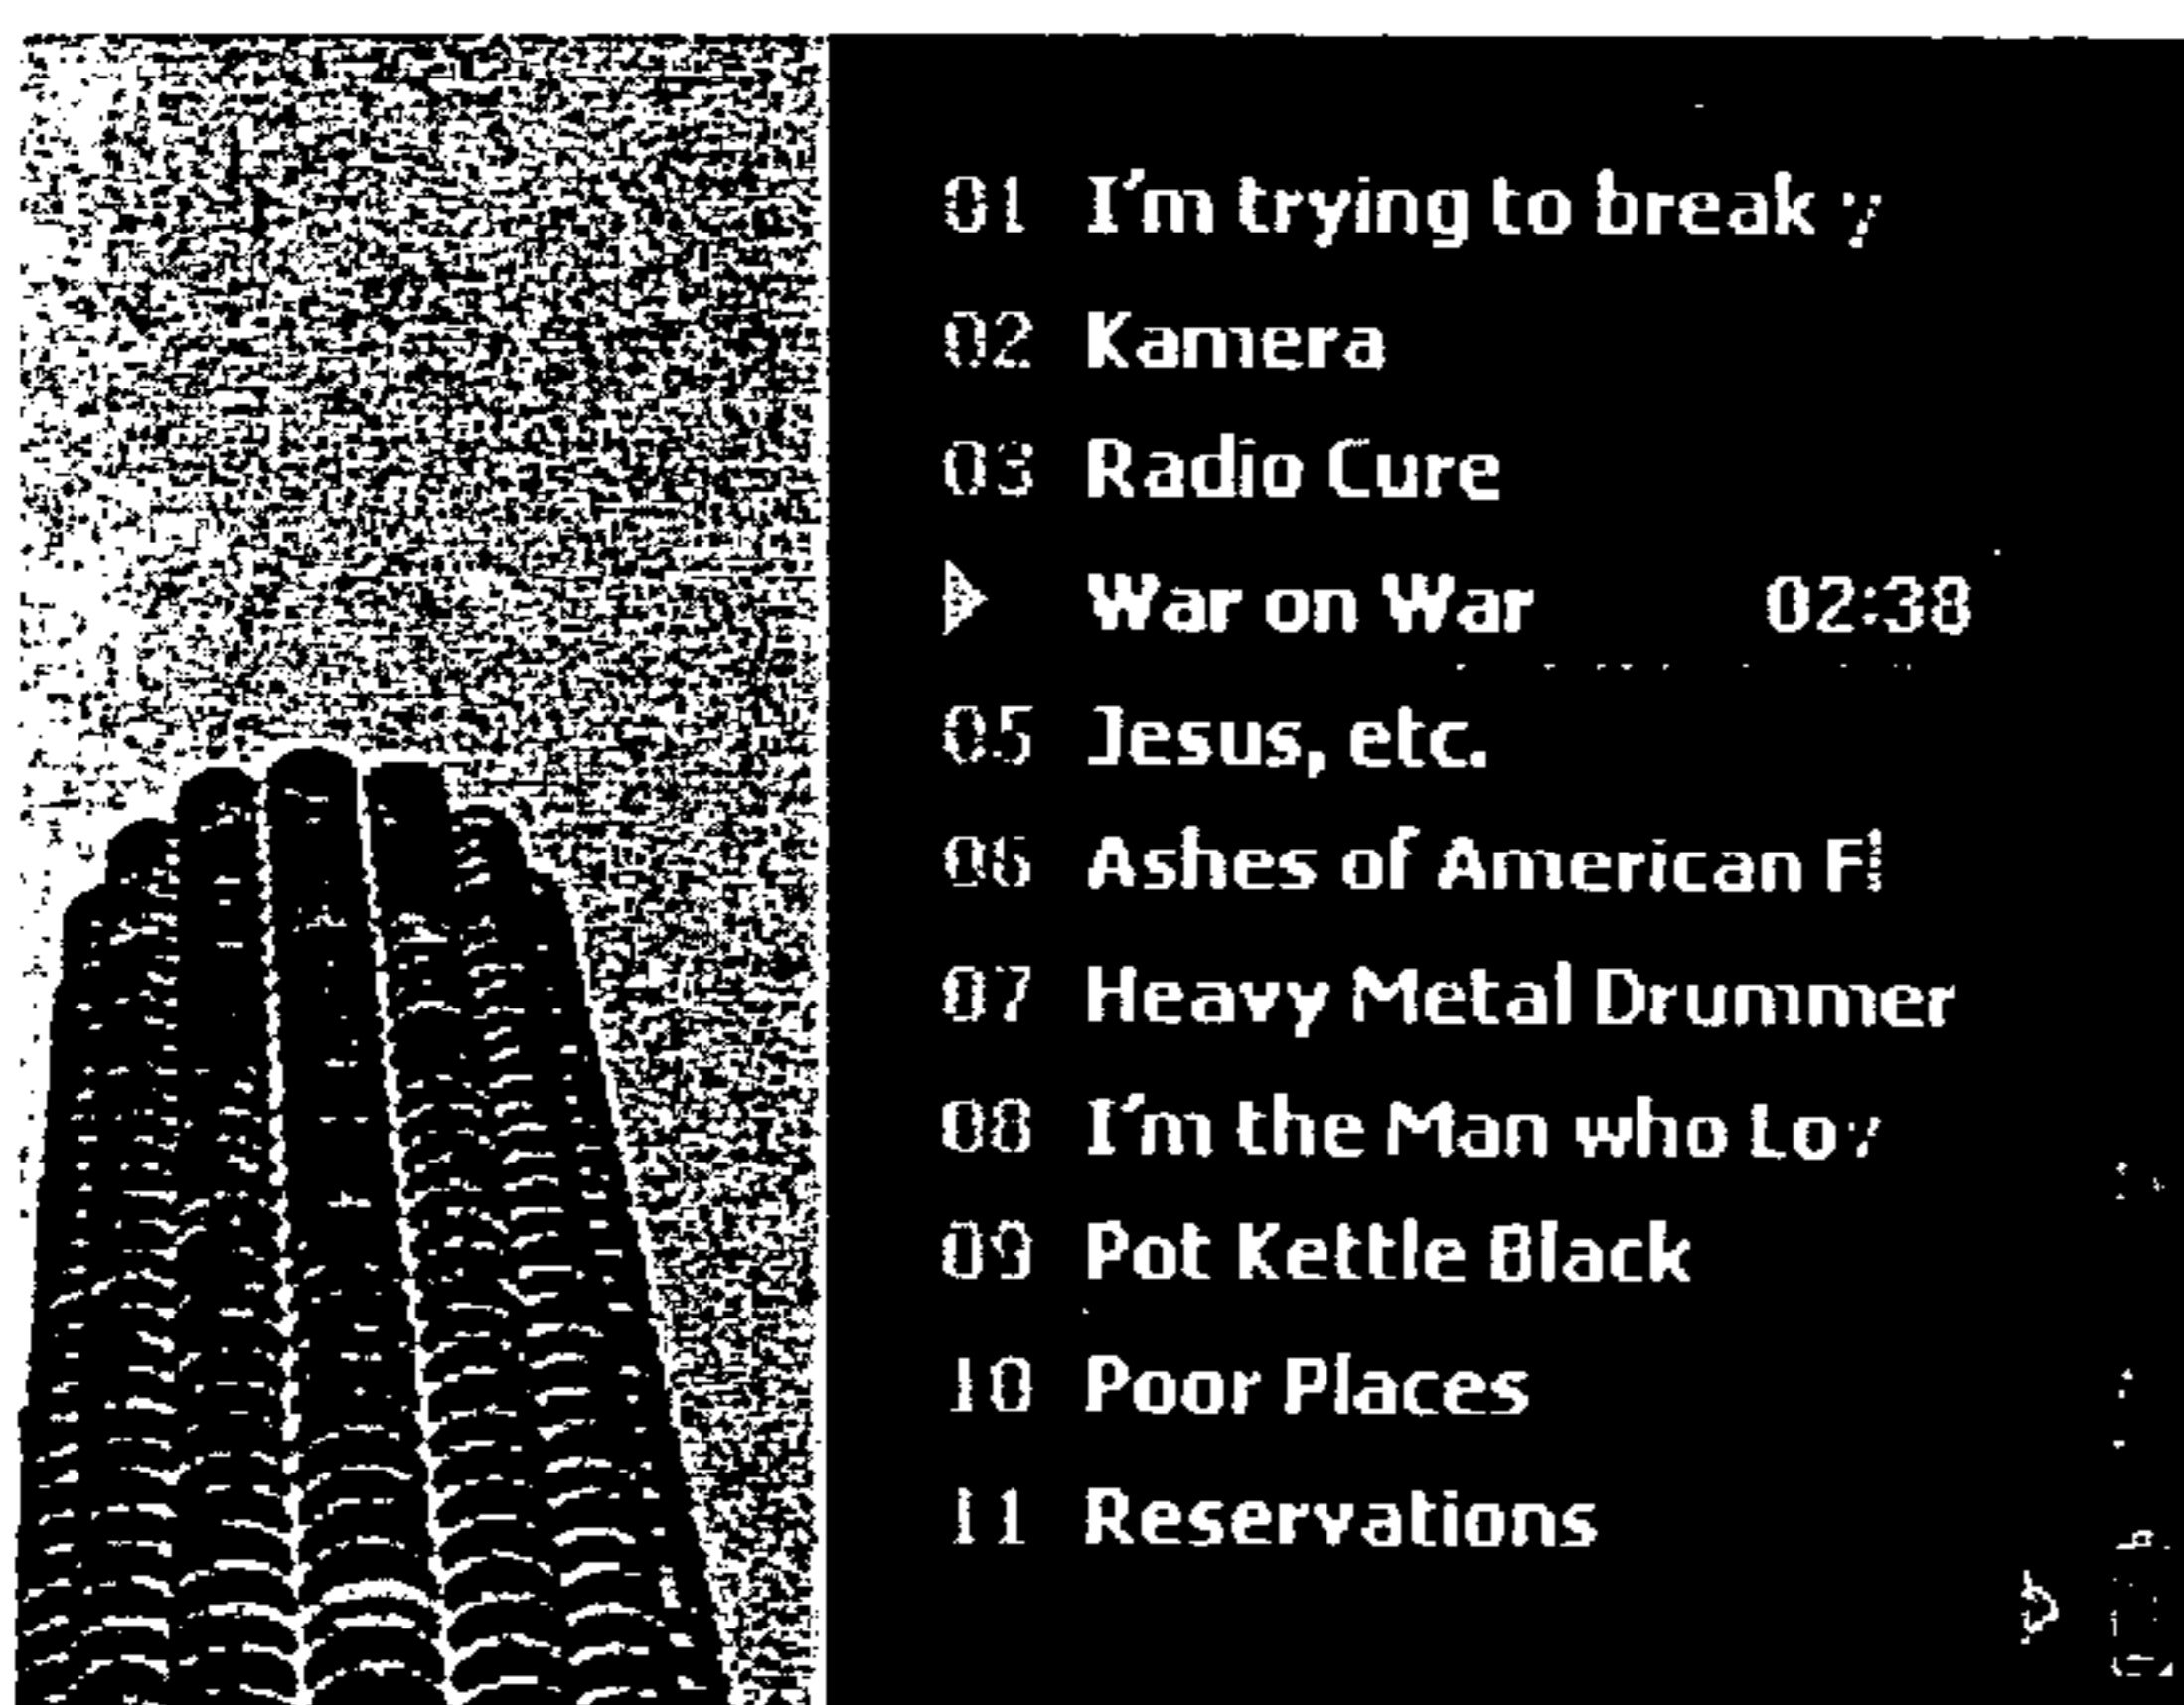 01 I'm trying to break y
02 Kamera
03 Radio Cure
War on War 02:38
05 Jesus, etc.
06 Ashes of American Fl
07 Heavy Metal Drummer
08 I'm the Man who Lov
09 Pot Kettle Black
10 Poor Places
11 Reservations